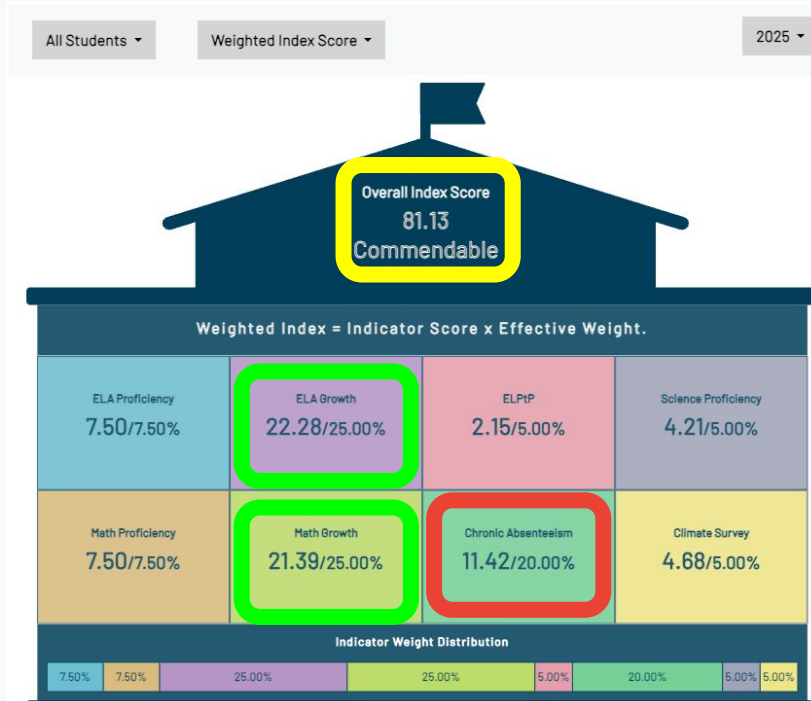 All Students
Weighted Index Score
2025
Overall Index Score
81.13
Commendable
Weighted Index = Indicator Score x Effective Weight.
ELA Proficiency
7.50/7.50%
ELA Growth
22.28/25.00%
ELPtP
2.15/5.00%
Science Proficiency
4.21/5.00%
Math Proficiency
7.50/7.50%
Math Growth
21.39/25.00%
Chronic Absenteeism
11.42/20.00%
Climate Survey
4.68/5.00%
Indicator Weight Distribution
7.50% 7.50% 25.00% 25.00% 5.00% 20.00% 5.00% 5.00%